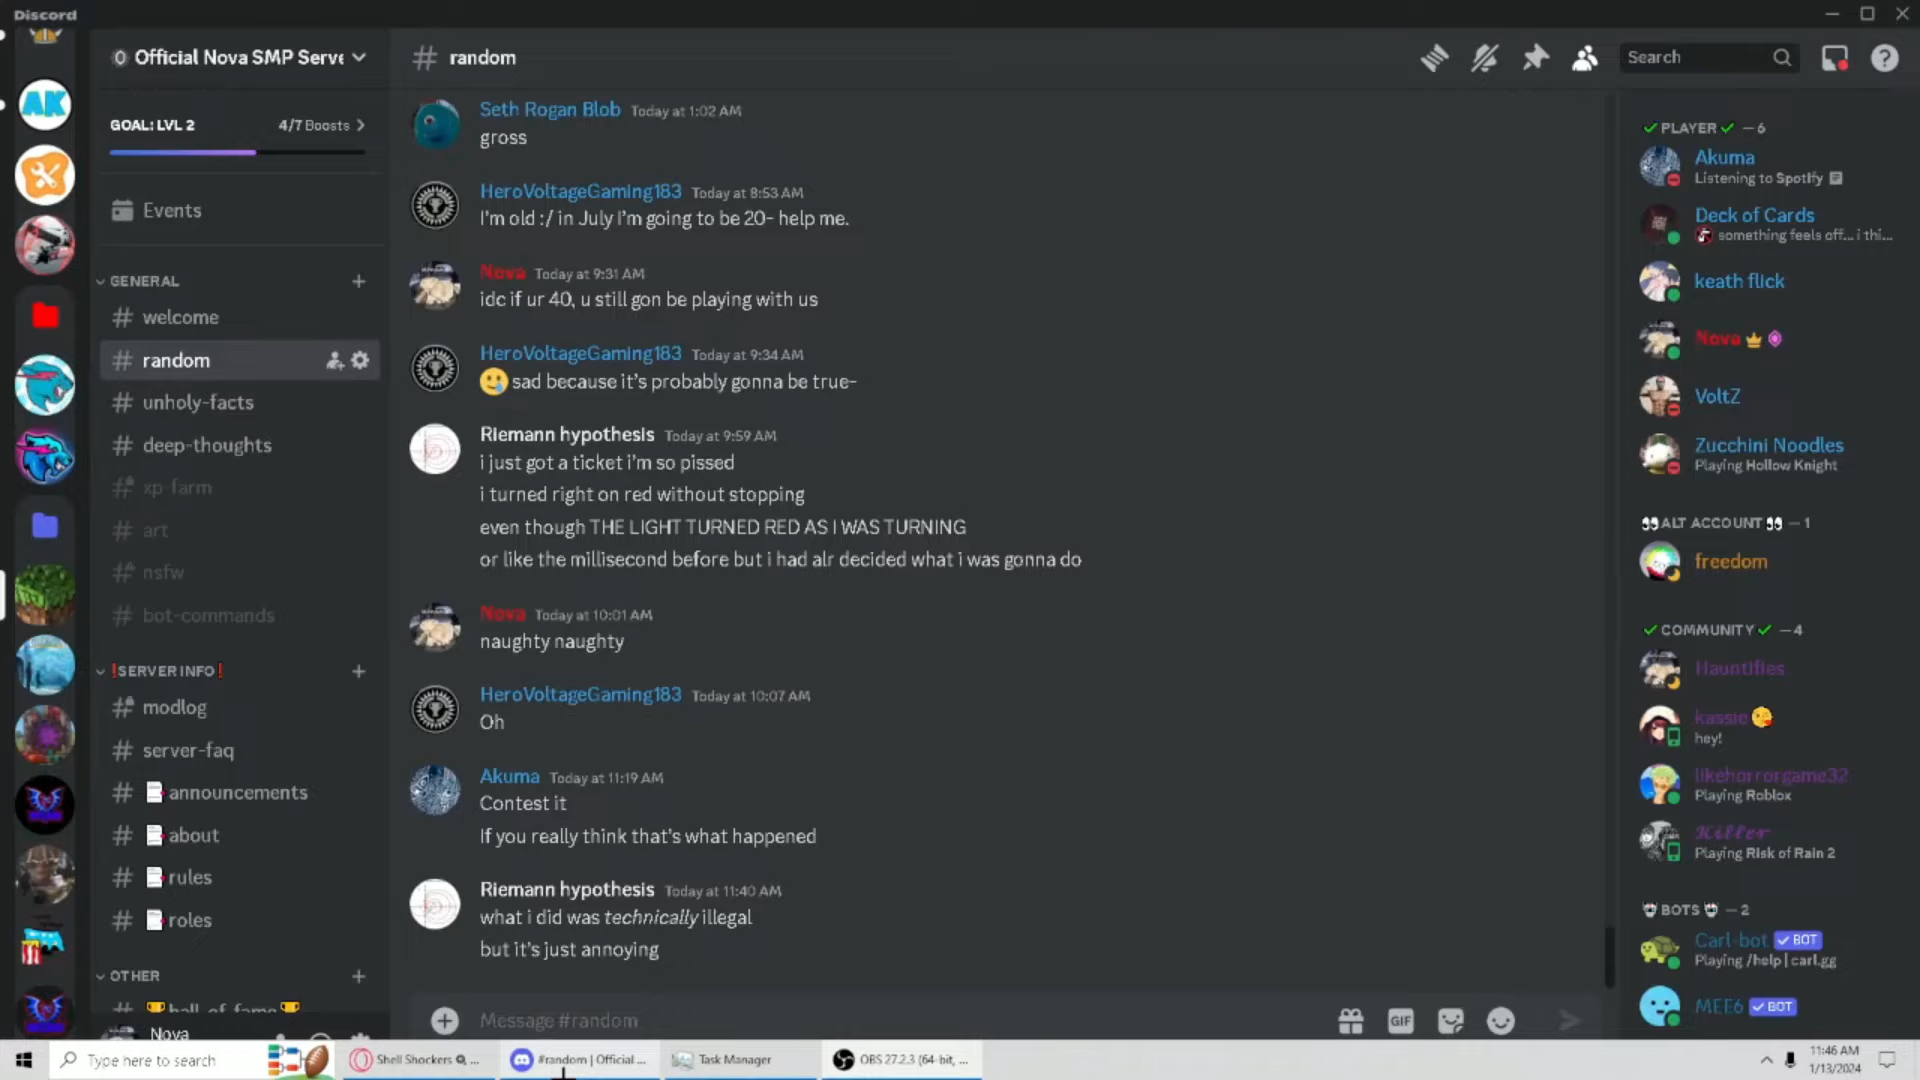 Discord
Official Nova SMP Serve
GOAL: LVL 2
4/7 Boosts
Events
GENERAL
# welcome
# random
# unholy-facts
# deep-thoughts
# xp-farm
# art
# nsfw
# bot-commands
❗SERVER INFO❗
# modlog
# server-faq
# announcements
# about
# rules
# roles
OTHER
# 🏆hall-of-fame🏆
Nova
# random
Search
Seth Rogan Blob Today at 1:02 AM
gross
HeroVoltageGaming183 Today at 8:53 AM
I'm old :/ in July I'm going to be 20- help me.
Nova Today at 9:31 AM
idc if ur 40, u still gon be playing with us
HeroVoltageGaming183 Today at 9:34 AM
🥲 sad because it's probably gonna be true-
Riemann hypothesis Today at 9:59 AM
i just got a ticket i'm so pissed
i turned right on red without stopping
even though THE LIGHT TURNED RED AS I WAS TURNING
or like the millisecond before but i had alr decided what i was gonna do
Nova Today at 10:01 AM
naughty naughty
HeroVoltageGaming183 Today at 10:07 AM
Oh
Akuma Today at 11:19 AM
Contest it
If you really think that's what happened
Riemann hypothesis Today at 11:40 AM
what i did was technically illegal
but it's just annoying
Message #random
GIF
✔PLAYER✔ — 6
Akuma
Listening to Spotify
Deck of Cards
something feels off... i thi...
keath flick
Nova
VoltZ
Zucchini Noodles
Playing Hollow Knight
👀ALT ACCOUNT👀 — 1
freedom
✔COMMUNITY✔ — 4
Hauntifies
kassie😘
hey!
likehorrorgame32
Playing Roblox
𝓚𝓲𝓵𝓵𝓮𝓻
Playing Risk of Rain 2
BOTS — 2
Carl-bot ✓ BOT
Playing /help | carl.gg
MEE6 ✓ BOT
Type here to search
Shell Shockers 🔍 ...
#random | Official ...
Task Manager
OBS 27.2.3 (64-bit, ...
11:46 AM
1/13/2024